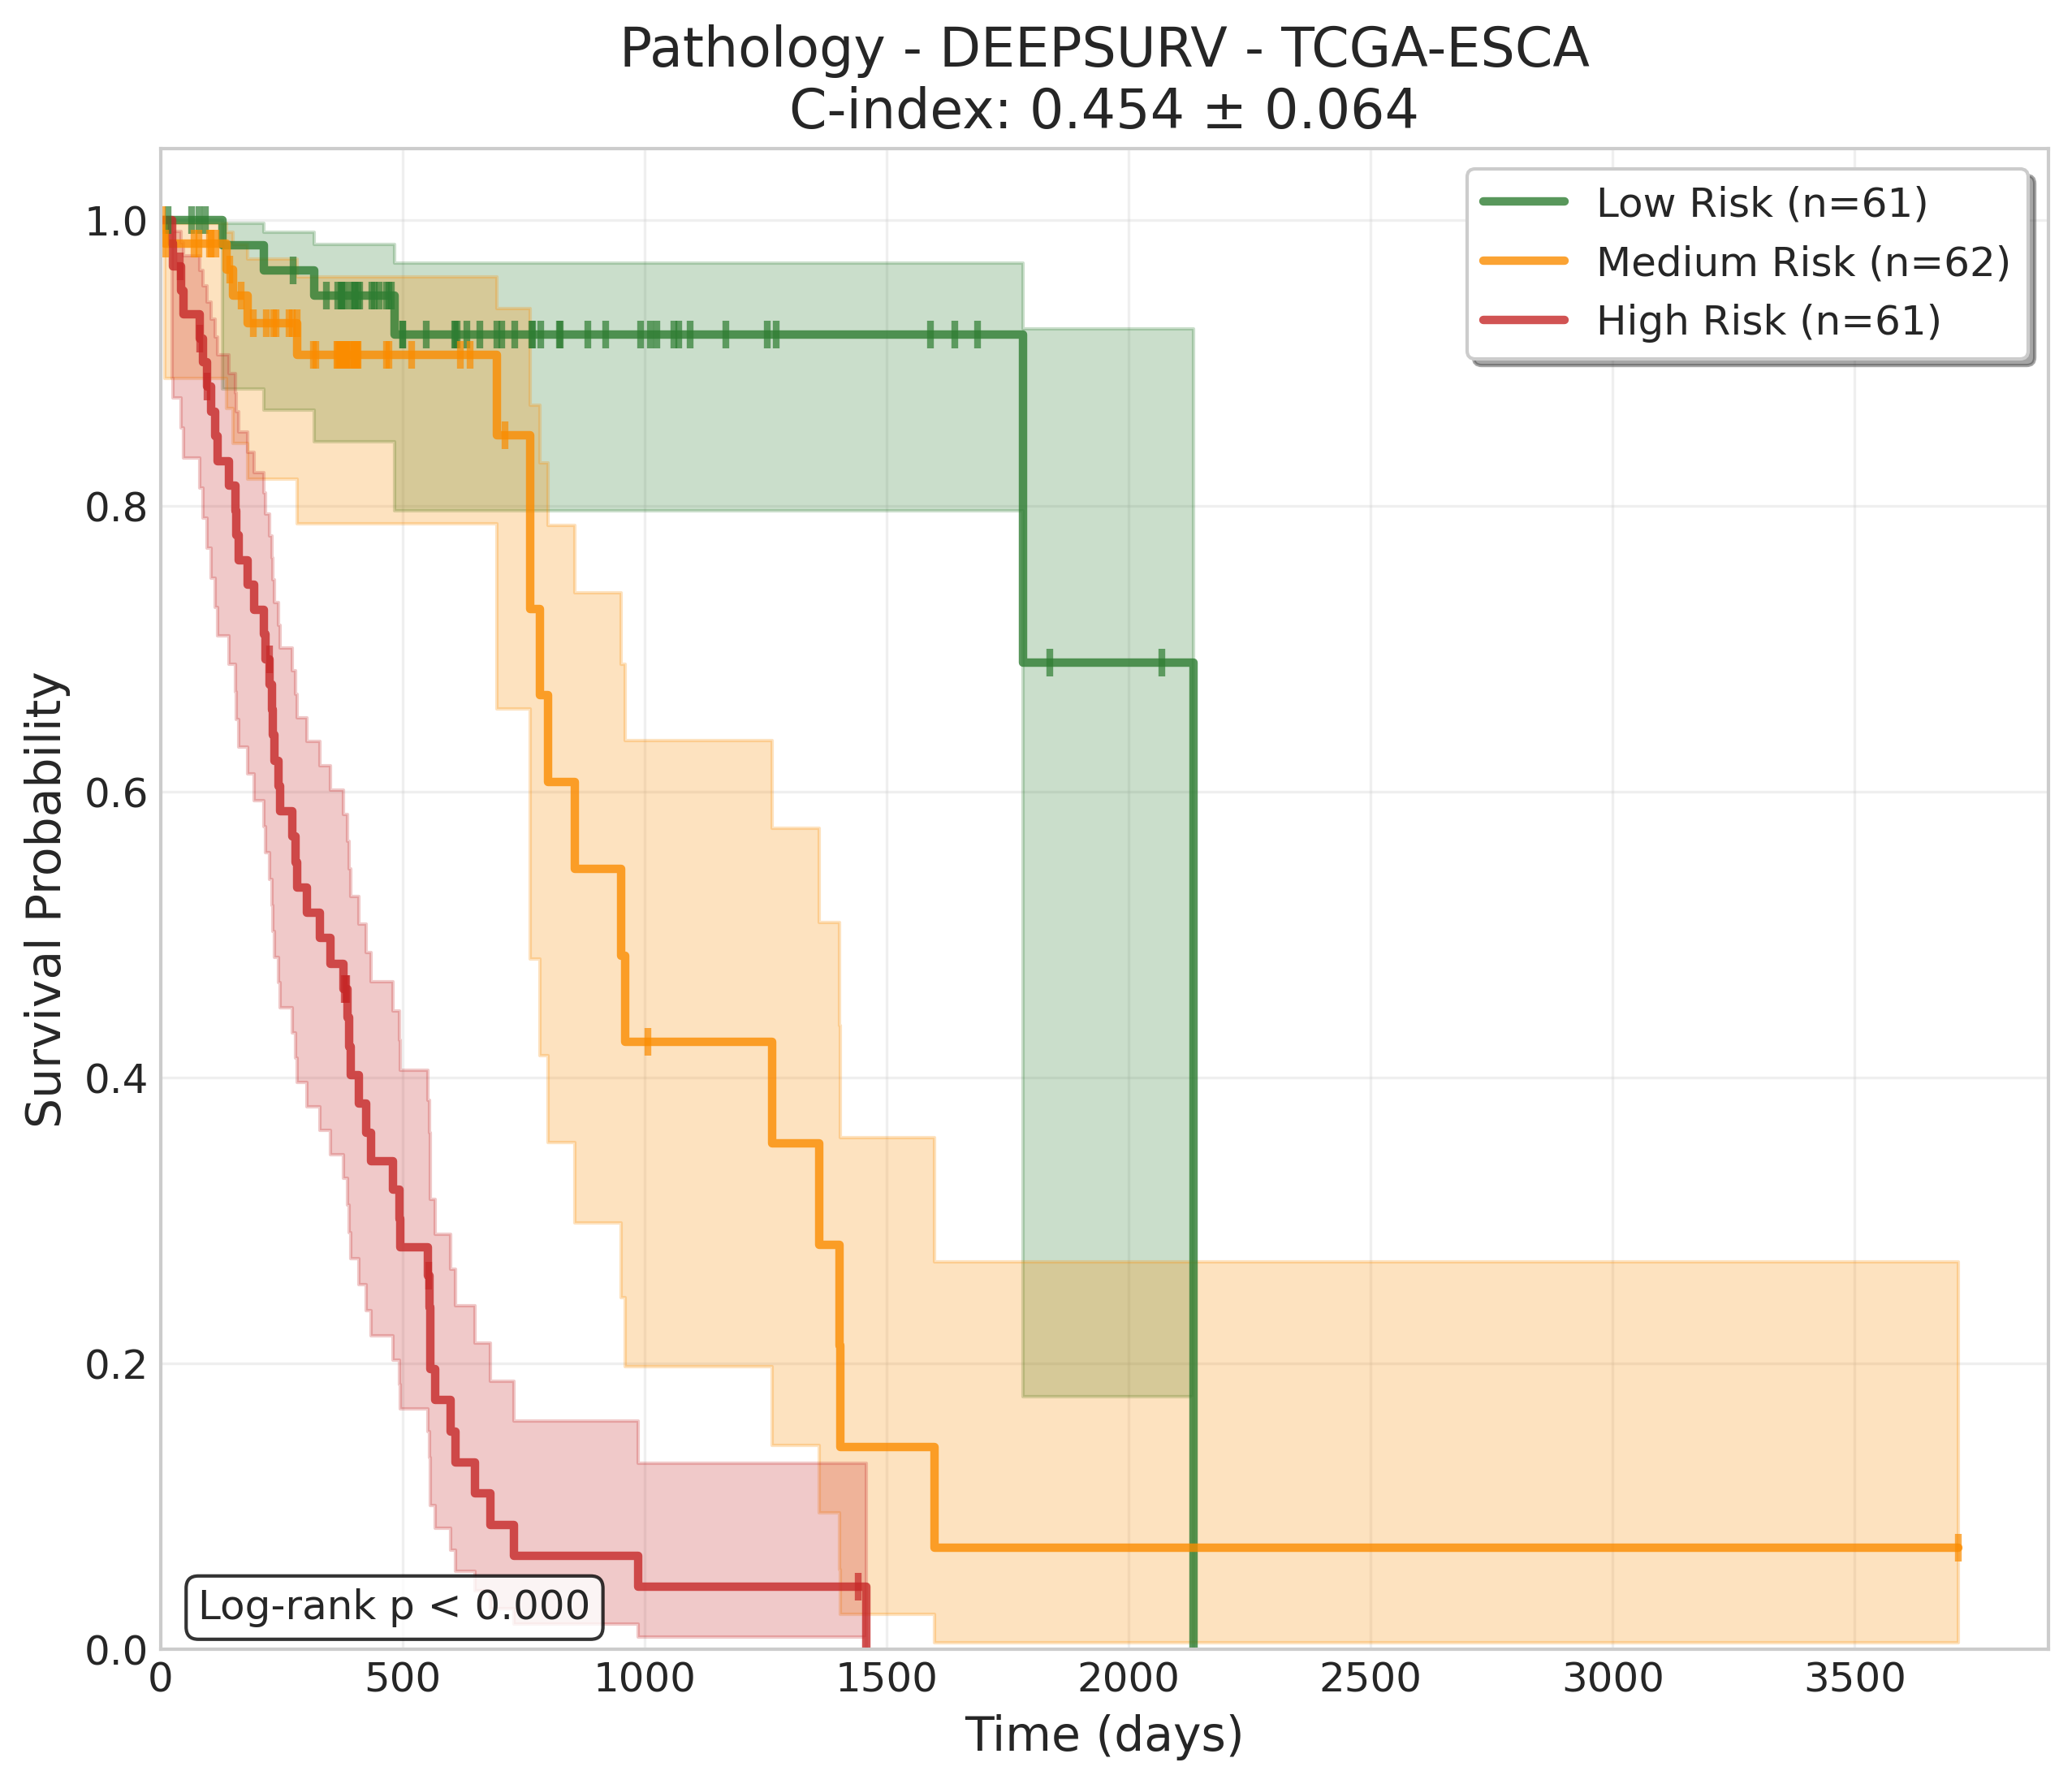 Pathology - DEEPSURV - TCGA-ESCA
C-index: 0.454 ± 0.064
Low Risk (n=61)
Medium Risk (n=62)
High Risk (n=61)
Survival Probability
1.0
0.8
0.6
0.4
0.2
0.0
Log-rank p < 0.000
0 500 1000 1500 2000 2500 3000 3500
Time (days)